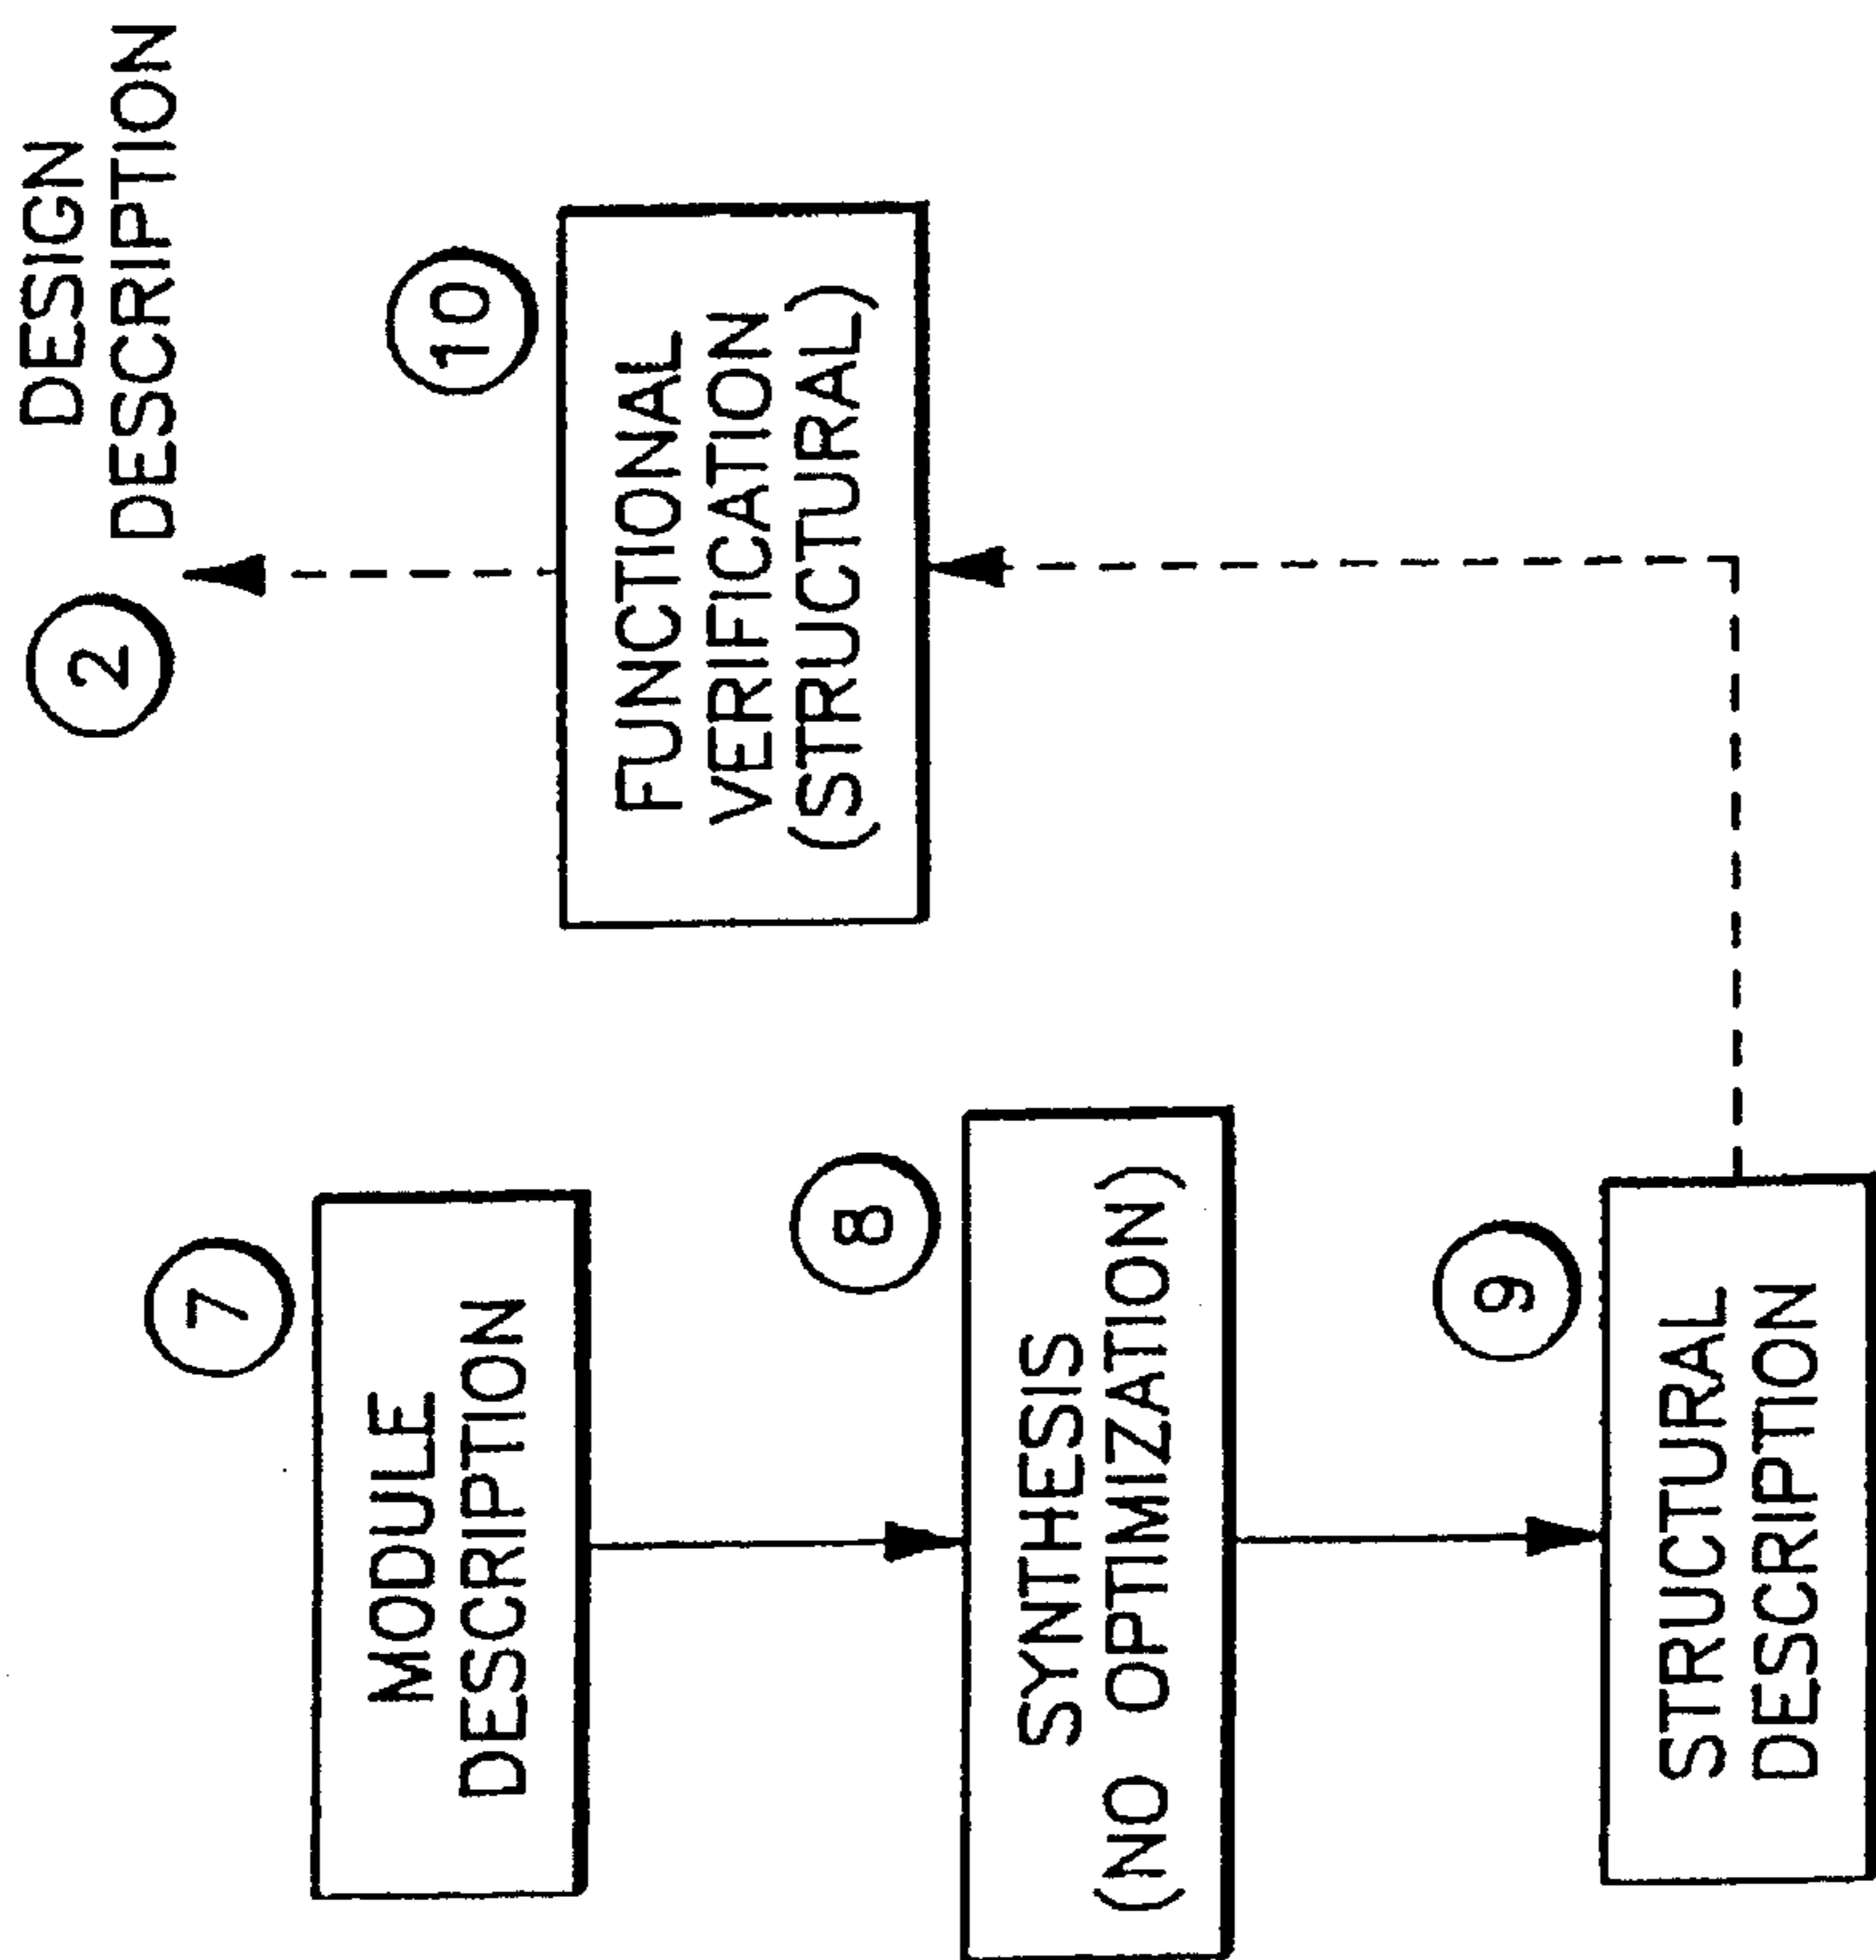 2
DESIGN
DESCRIPTION
10
FUNCTIONAL
VERIFICATION
(STRUCTURAL)
7
MODULE
DESCRIPTION
8
SYNTHESIS
(NO OPTIMIZATION)
9
STRUCTURAL
DESCRIPTION